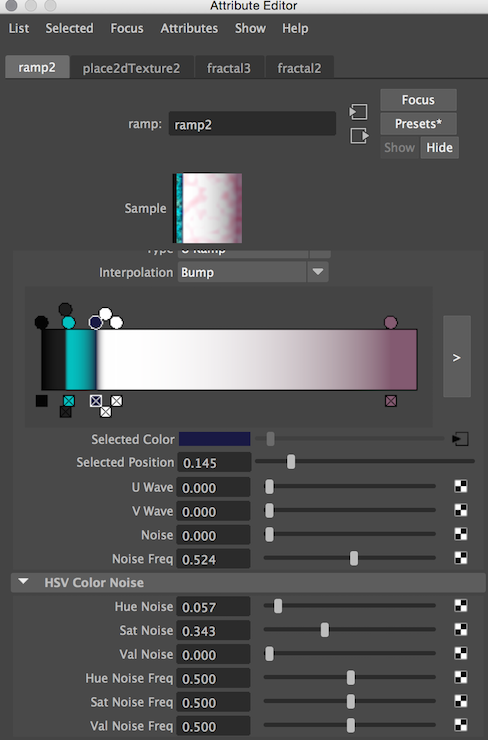 Attribute Editor
List Selected Focus Attributes Show Help
ramp2 place2dTexture2 fractal3 fractal2
Focus
ramp: ramp2
Presets*
Show Hide
Sample
Interpolation Bump
>
Selected Color
Selected Position 0.145
U Wave 0.000
V Wave 0.000
Noise 0.000
Noise Freq 0.524
HSV Color Noise
Hue Noise 0.057
Sat Noise 0.343
Val Noise 0.000
Hue Noise Freq 0.500
Sat Noise Freq 0.500
Val Noise Freq 0.500